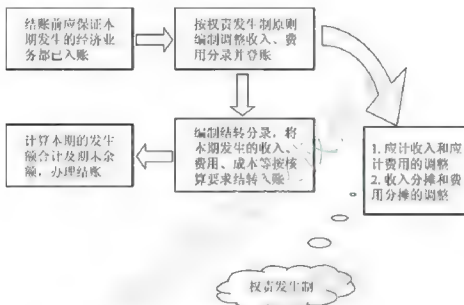 结账前应保证本
期发生的经济业
务都已入账
按权责发生制原则
编制调整收入、费
用分录并登账
计算本期的发生
额合计及期末余
额，办理结账
编制结转分录，将
本期发生的收入、
费用、成本等按核
算要求结转入账
1. 应计收入和应
计费用的调整
2. 收入分摊和费
用分摊的调整
权责发生制